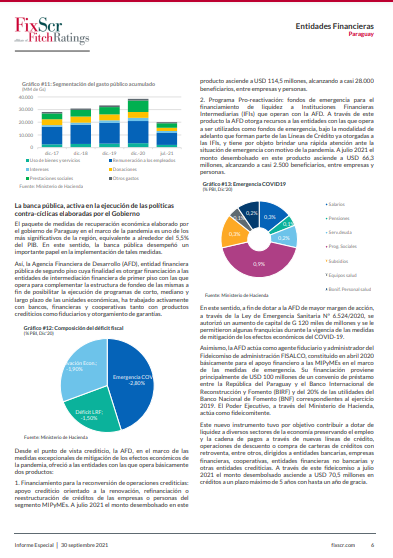 FixScr
affiliate of FitchRatings
Entidades Financieras
Paraguay
Gráfico #11: Segmentación del gasto público acumulado
(MM de G)
40.000
30.000
20.000
10.000
0
dic.-17
dic.-18
dic.-19
dic.-20
jul.-21
Uso de bienes y servicios
Remuneración a los empleados
Intereses
Donaciones
Prestaciones sociales
Otros gastos
Fuente: Ministerio de Hacienda
La banca pública, activa en la ejecución de las políticas
contra-cíclicas elaboradas por el Gobierno
El paquete de medidas de recuperación económica elaborado por
el gobierno de Paraguay en el marco de la pandemia es uno de los
más significativos de la región, equivalente a alrededor del 5,5%
del PIB. En este sentido, la banca pública desempeñó un
importante papel en la implementación de tales medidas.
Así, la Agencia Financiera de Desarrollo (AFD), entidad financiera
pública de segundo piso cuya finalidad es otorgar financiación a las
entidades de intermediación financiera de primer piso con las que
opera para complementar la estructura de fondeo de las mismas a
fin de posibilitar la ejecución de programas de corto, mediano y
largo plazo de las unidades económicas, ha trabajado activamente
con bancos, financieras y cooperativas tanto con productos
crediticios como fiduciarios y otorgamiento de garantías.
Gráfico #12: Composición del déficit fiscal
(% PBI, Dic'20)
Emergencia COV
-2,80%
Déficit LRF;
-1,50%
-1,90%
Fuente: Ministerio de Hacienda
Desde el punto de vista crediticio, la AFD, en el marco de las
medidas excepcionales de mitigación de los efectos económicos de
la pandemia, ofreció a las entidades con las que opera básicamente
dos productos:
1. Financiamiento para la reconversión de operaciones crediticias:
apoyo crediticio orientado a la renovación, refinanciación o
reestructuración de créditos de las empresas o personas del
segmento MIPyMEs. A julio 2021 el monto desembolsado en este
producto asciende a USD 114,5 millones, alcanzando a casi 28.000
beneficiarios, entre empresas y personas.
2. Programa Pro-reactivación: fondos de emergencia para el
financiamiento de liquidez a Instituciones Financieras
Intermediarias (IFIs) que operan con la AFD. A través de este
producto la AFD otorga recursos a las entidades con las que opera
a ser utilizados como fondos de emergencia, bajo la modalidad de
adelanto que forman parte de las Líneas de Crédito ya otorgadas a
las IFIs, y tiene por objeto brindar una rápida atención ante la
situación de emergencia con motivo de la pandemia. A julio 2021 el
monto desembolsado en este producto asciende a USD 66,3
millones, alcanzando a casi 2.500 beneficiarios, entre empresas y
personas.
Gráfico #13: Emergencia COVID19
(% PBI, Dic'20)
0,2%
0,3%
0,9%
0,2%
Salarios
Pensiones
Serv.deuda
Prog. Sociales
Subsidios
Equipos salud
Bonif. Personal salud
Fuente: Ministerio de Hacienda
En este sentido, a fin de dotar a la AFD de mayor margen de acción,
a través de la Ley de Emergencia Sanitaria N° 6.524/2020, se
autorizó un aumento de capital de G 120 miles de millones y se le
permitieron algunas franquicias durante la vigencia de las medidas
de mitigación de los efectos económicos del COVID-19.
Asimismo, la AFD actúa como agente fiduciario y administrador del
Fideicomiso de administración FISALCO, constituido en abril 2020
básicamente para el apoyo financiero a las MIPyMEs en el marco
de las medidas de emergencia. Su financiación proviene
principalmente de USD 100 millones de un convenio de préstamo
entre la República del Paraguay y el Banco Internacional de
Reconstrucción y Fomento (BIRF) y del 20% de las utilidades del
Banco Nacional de Fomento (BNF) correspondientes al ejercicio
2019. El Poder Ejecutivo, a través del Ministerio de Hacienda,
actúa como fideicomitente.
Este nuevo instrumento tuvo por objetivo contribuir a dotar de
liquidez a diversos sectores de la economía preservando el empleo
y la cadena de pagos a través de nuevas líneas de crédito,
operaciones de descuento o compra de carteras de créditos con
retroventa, entre otros, dirigidos a entidades bancarias, empresas
financieras, cooperativas, entidades financieras no bancarias y
otras entidades crediticias. A través de este fideicomiso a julio
2021 el monto desembolsado asciende a USD 70,5 millones en
créditos a un plazo máximo de 5 años con hasta un año de gracia.
Informe Especial | 30 septiembre 2021
fixscr.com
6